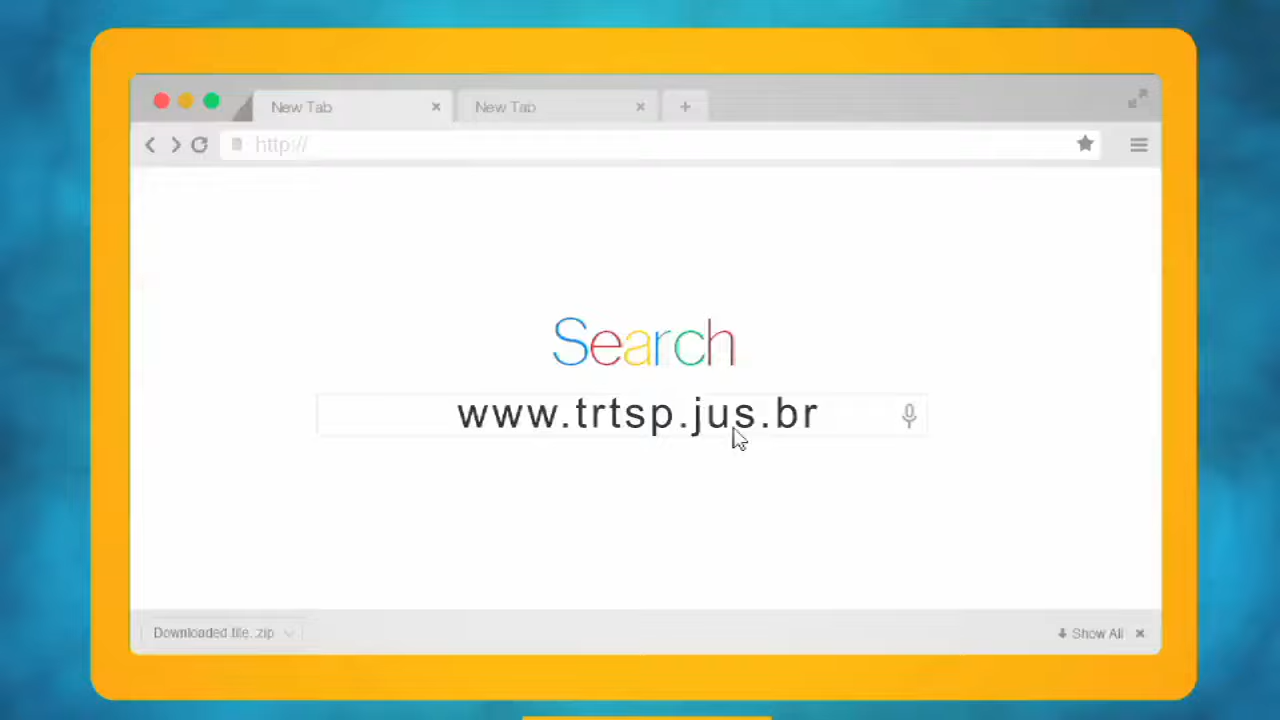 New Tab
New Tab
http://
Search
www.trtsp.jus.br
Downloaded file. zip
Show All